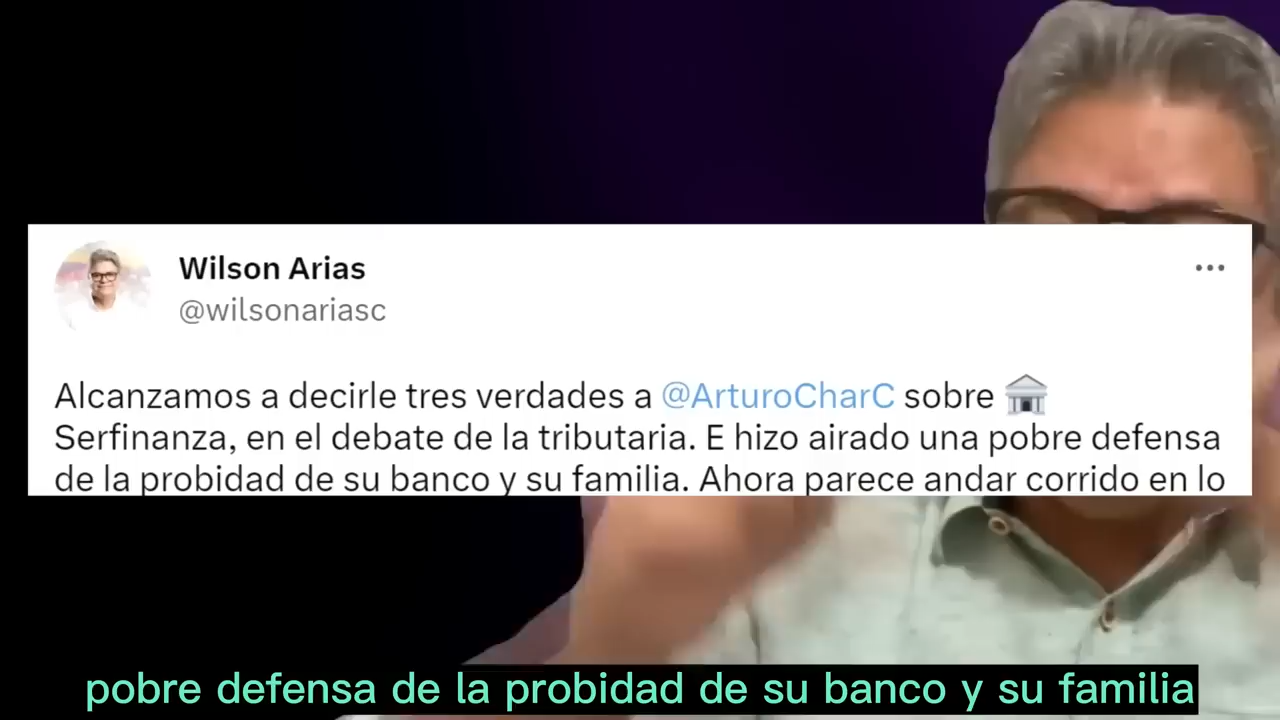 Wilson Arias
@wilsonariasc
Alcanzamos a decirle tres verdades a @ArturoCharC sobre 🏛️
Serfinanza, en el debate de la tributaria. E hizo airado una pobre defensa
de la probidad de su banco y su familia. Ahora parece andar corrido en lo
pobre defensa de la probidad de su banco y su familia